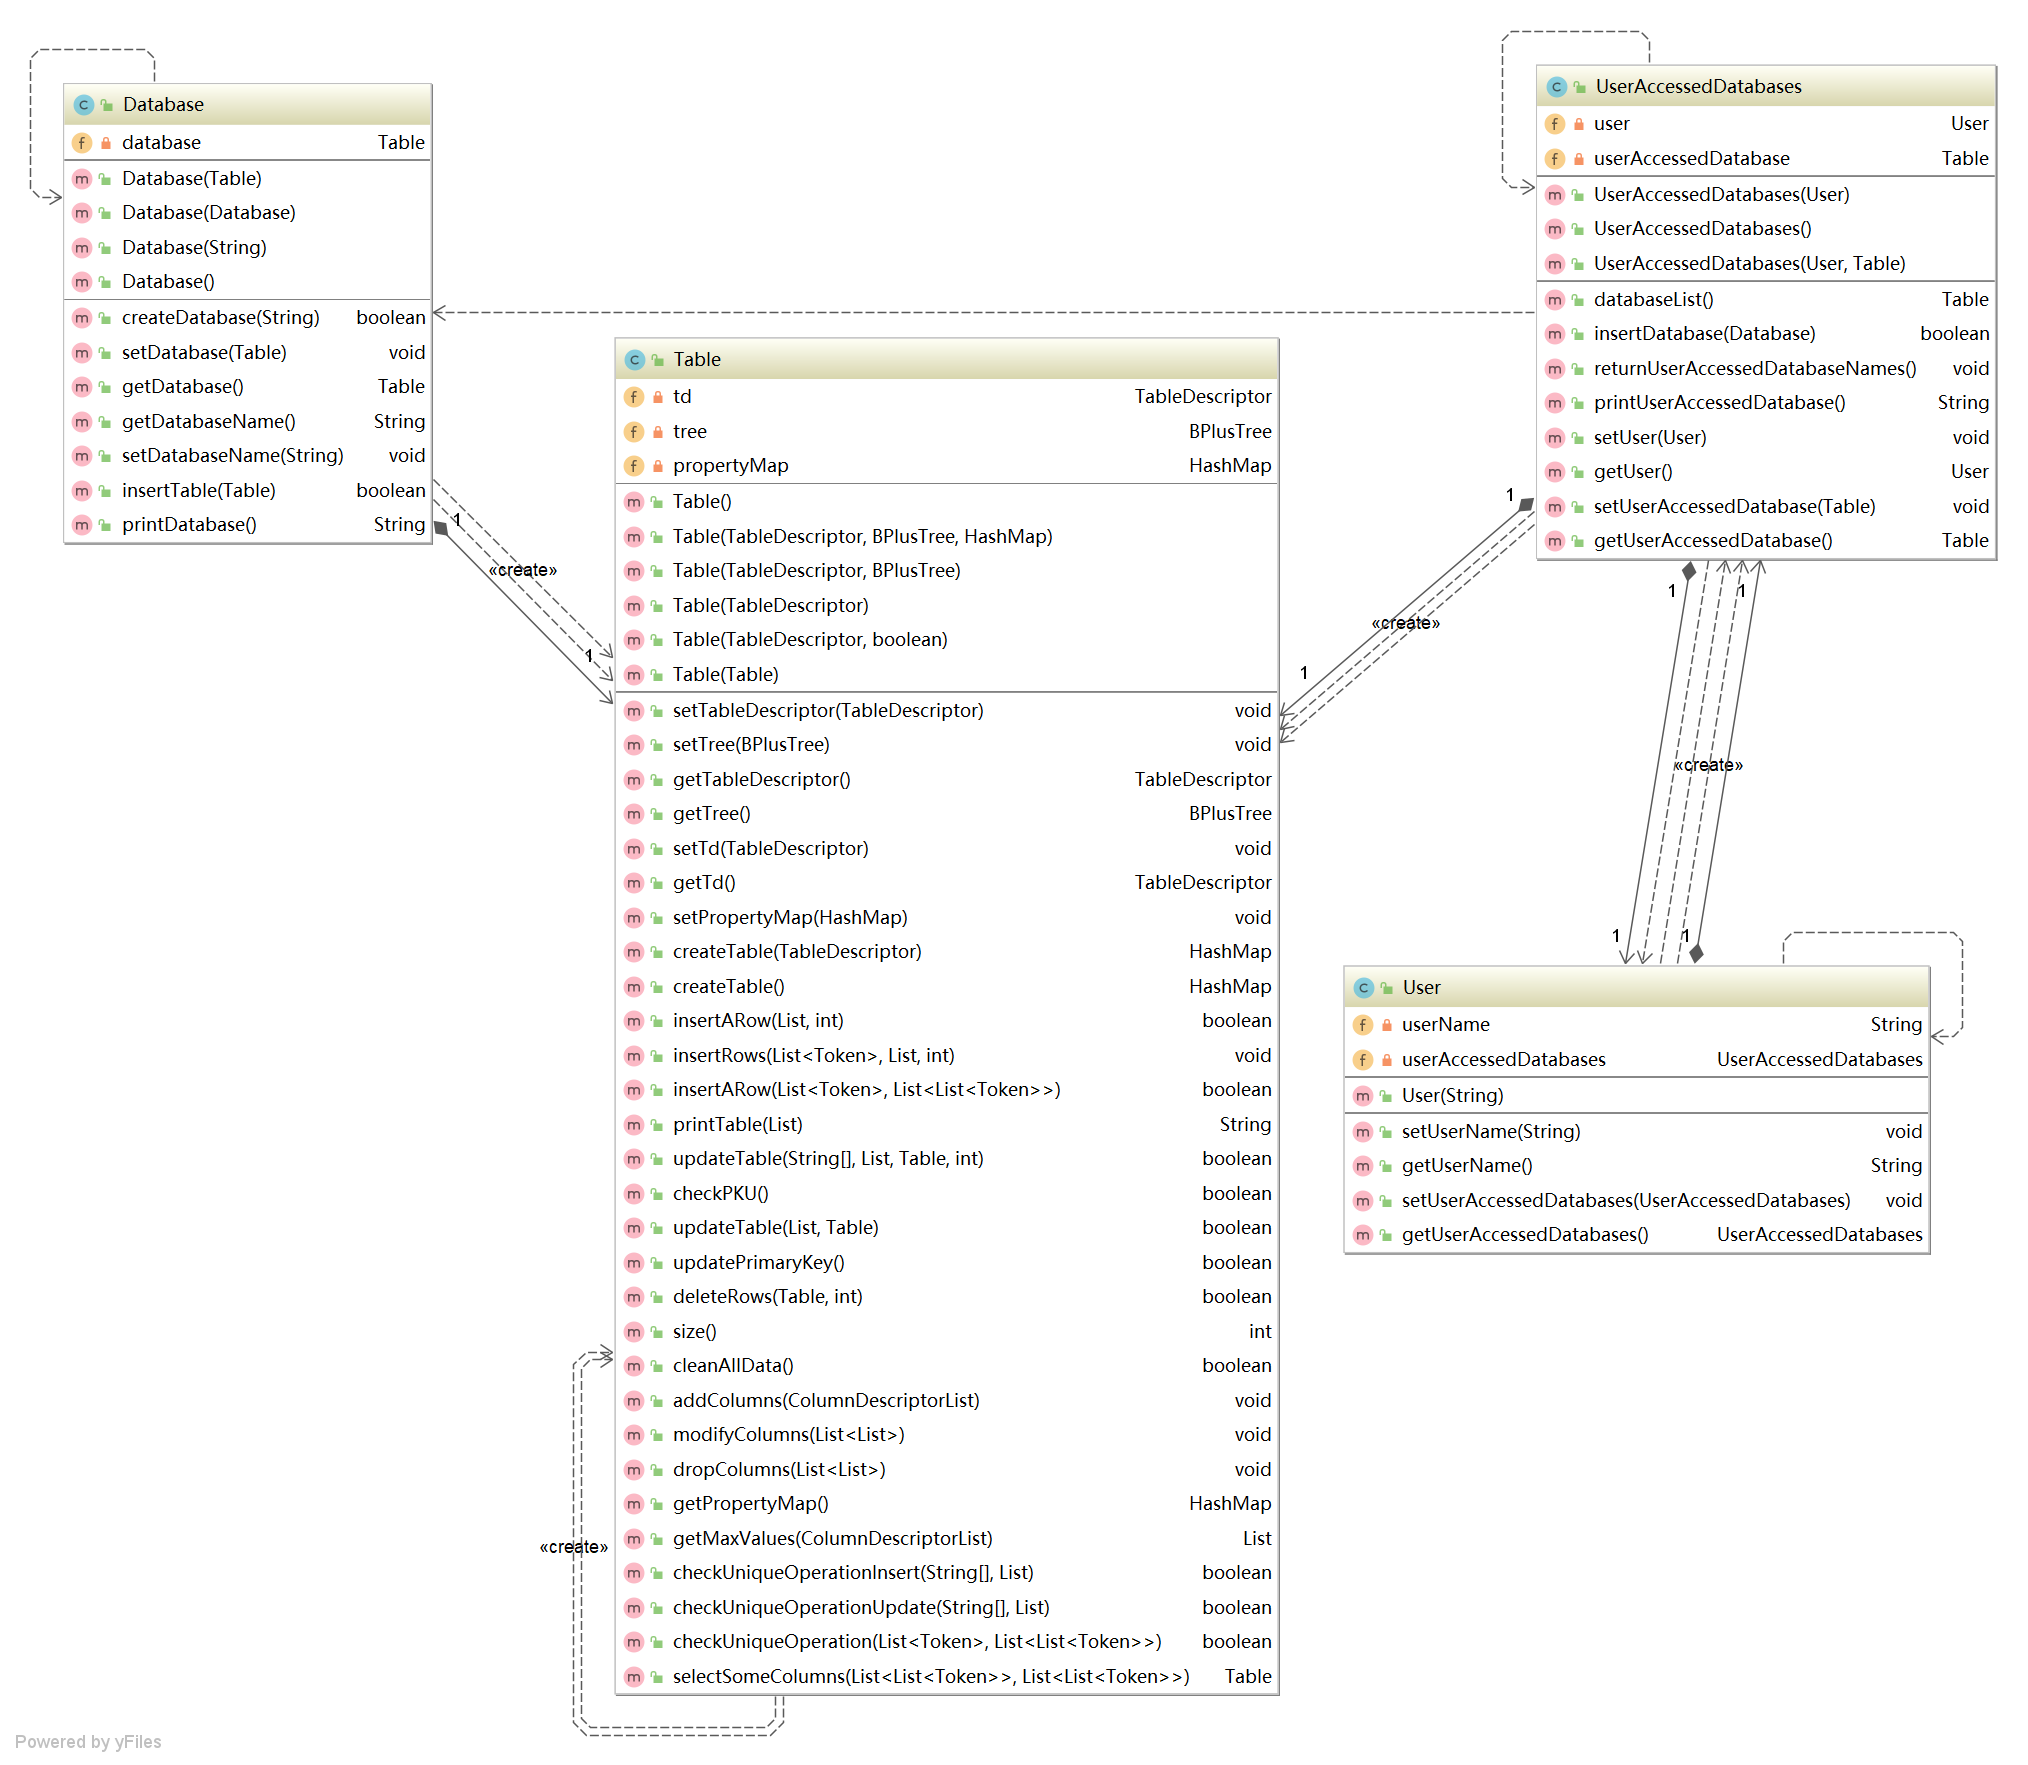 Database
database Table
Database(Table)
Database(Database)
Database(String)
Database()
createDatabase(String) boolean
setDatabase(Table) void
getDatabase() Table
getDatabaseName() String
setDatabaseName(String) void
insertTable(Table) boolean
printDatabase() String
1
«create»
1
Table
td TableDescriptor
tree BPlusTree
propertyMap HashMap
Table()
Table(TableDescriptor, BPlusTree, HashMap)
Table(TableDescriptor, BPlusTree)
Table(TableDescriptor)
Table(TableDescriptor, boolean)
Table(Table)
setTableDescriptor(TableDescriptor) void
setTree(BPlusTree) void
getTableDescriptor() TableDescriptor
getTree() BPlusTree
setTd(TableDescriptor) void
getTd() TableDescriptor
setPropertyMap(HashMap) void
createTable(TableDescriptor) HashMap
createTable() HashMap
insertARow(List, int) boolean
insertRows(List<Token>, List, int) void
insertARow(List<Token>, List<List<Token>>) boolean
printTable(List) String
updateTable(String[], List, Table, int) boolean
checkPKU() boolean
updateTable(List, Table) boolean
updatePrimaryKey() boolean
deleteRows(Table, int) boolean
size() int
cleanAllData() boolean
addColumns(ColumnDescriptorList) void
modifyColumns(List<List>) void
dropColumns(List<List>) void
getPropertyMap() HashMap
getMaxValues(ColumnDescriptorList) List
checkUniqueOperationInsert(String[], List) boolean
checkUniqueOperationUpdate(String[], List) boolean
checkUniqueOperation(List<Token>, List<List<Token>>) boolean
selectSomeColumns(List<List<Token>>, List<List<Token>>) Table
«create»
UserAccessedDatabases
user User
userAccessedDatabase Table
UserAccessedDatabases(User)
UserAccessedDatabases()
UserAccessedDatabases(User, Table)
databaseList() Table
insertDatabase(Database) boolean
returnUserAccessedDatabaseNames() void
printUserAccessedDatabase() String
setUser(User) void
getUser() User
setUserAccessedDatabase(Table) void
getUserAccessedDatabase() Table
1
«create»
1
1
1
«create»
1
1
User
userName String
userAccessedDatabases UserAccessedDatabases
User(String)
setUserName(String) void
getUserName() String
setUserAccessedDatabases(UserAccessedDatabases) void
getUserAccessedDatabases() UserAccessedDatabases
Powered by yFiles